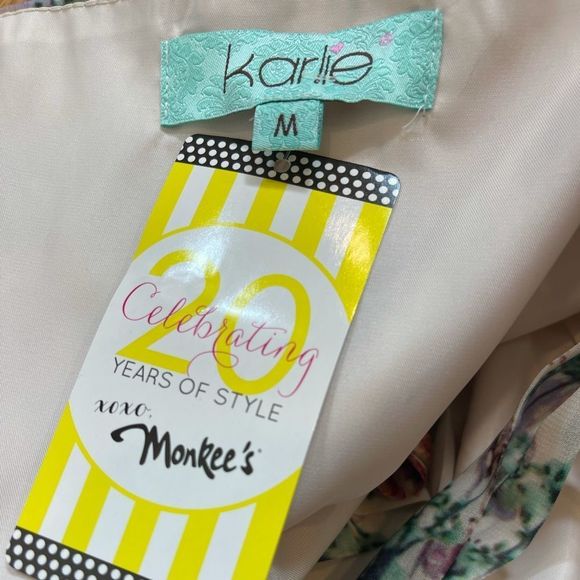 karlie
M
20
Celebrating
YEARS OF STYLE
xoxo,
Monkee's